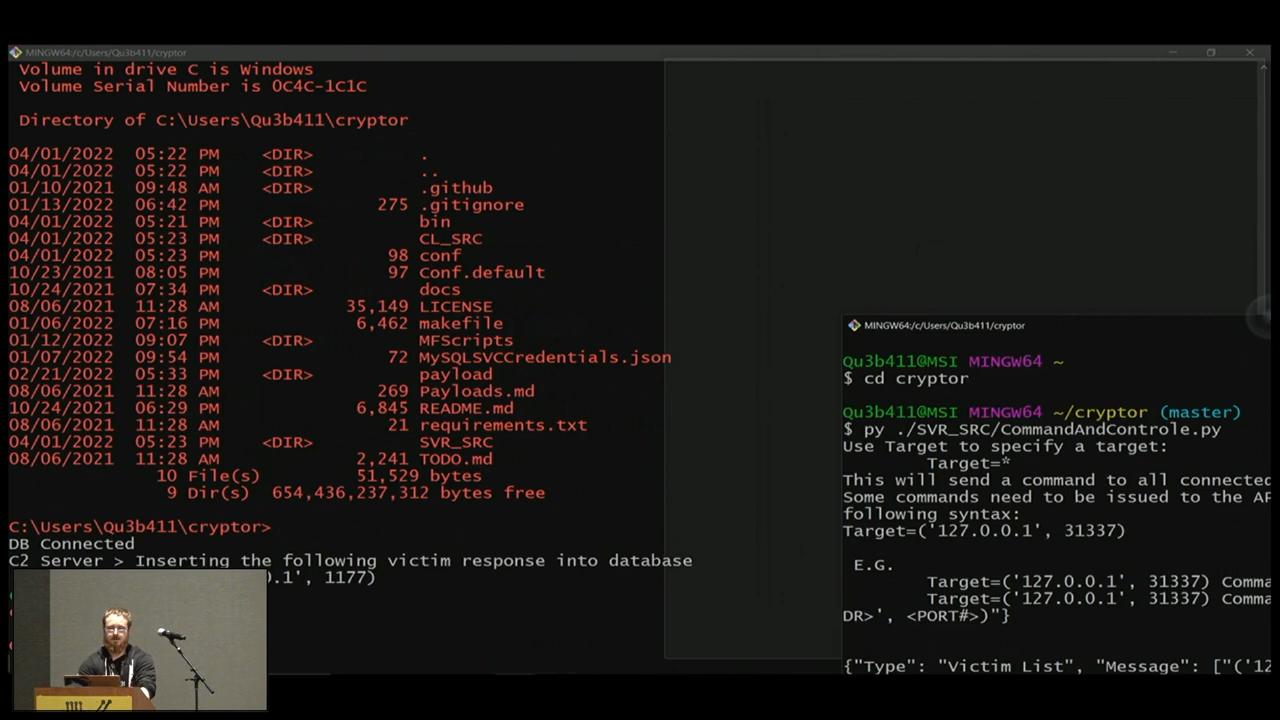 MINGW64:/c/Users/Qu3b411/cryptor
Volume in drive C is Windows
Volume Serial Number is 0C4C-1C1C
Directory of C:\Users\Qu3b411\cryptor
04/01/2022 05:22 PM <DIR> .
04/01/2022 05:22 PM <DIR> ..
01/10/2021 09:48 AM <DIR> .github
01/13/2022 06:42 PM 275 .gitignore
04/01/2022 05:21 PM <DIR> bin
04/01/2022 05:23 PM <DIR> CL_SRC
04/01/2022 05:23 PM 98 conf
10/23/2021 08:05 PM 97 Conf.default
10/24/2021 07:34 PM <DIR> docs
08/06/2021 11:28 AM 35,149 LICENSE
01/06/2022 07:16 PM 6,462 makefile
01/12/2022 09:07 PM <DIR> MFScripts
01/07/2022 09:54 PM 72 MySQLSVCCredentials.json
02/21/2022 05:33 PM <DIR> payload
08/06/2021 11:28 AM 269 Payloads.md
10/24/2021 06:29 PM 6,845 README.md
08/06/2021 11:28 AM 21 requirements.txt
04/01/2022 05:23 PM <DIR> SVR_SRC
08/06/2021 11:28 AM 2,241 TODO.md
10 File(s) 51,529 bytes
9 Dir(s) 654,436,237,312 bytes free
C:\Users\Qu3b411\cryptor>
DB Connected
C2 Server > Inserting the following victim response into database
.1', 1177)
MINGW64:/c/Users/Qu3b411/cryptor
Qu3b411@MSI MINGW64 ~
$ cd cryptor
Qu3b411@MSI MINGW64 ~/cryptor (master)
$ py ./SVR_SRC/CommandAndControle.py
Use Target to specify a target:
Target=*
This will send a command to all connected
Some commands need to be issued to the AP
following syntax:
Target=('127.0.0.1', 31337)
E.G.
Target=('127.0.0.1', 31337) Comma
Target=('127.0.0.1', 31337) Comma
DR>', <PORT#>)"}
{"Type": "Victim List", "Message": ["('12